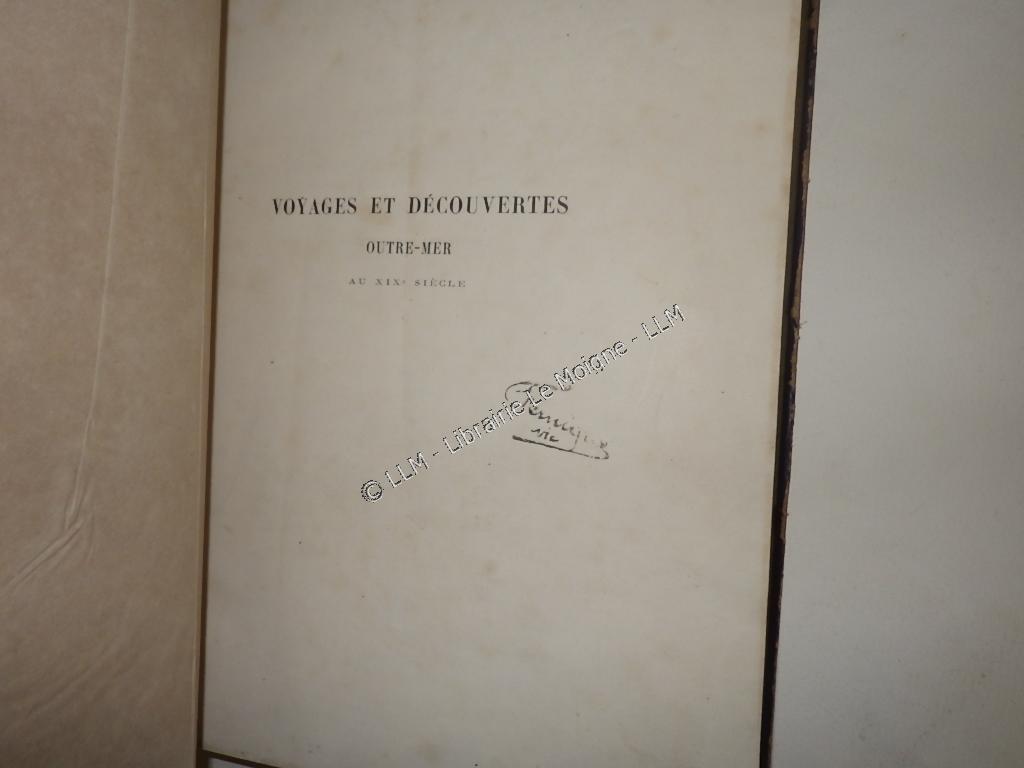 VOYAGES ET DÉCOUVERTES
OUTRE-MER
AU XIXe SIÈCLE
© LLM - Librairie Le Moigne - LLM